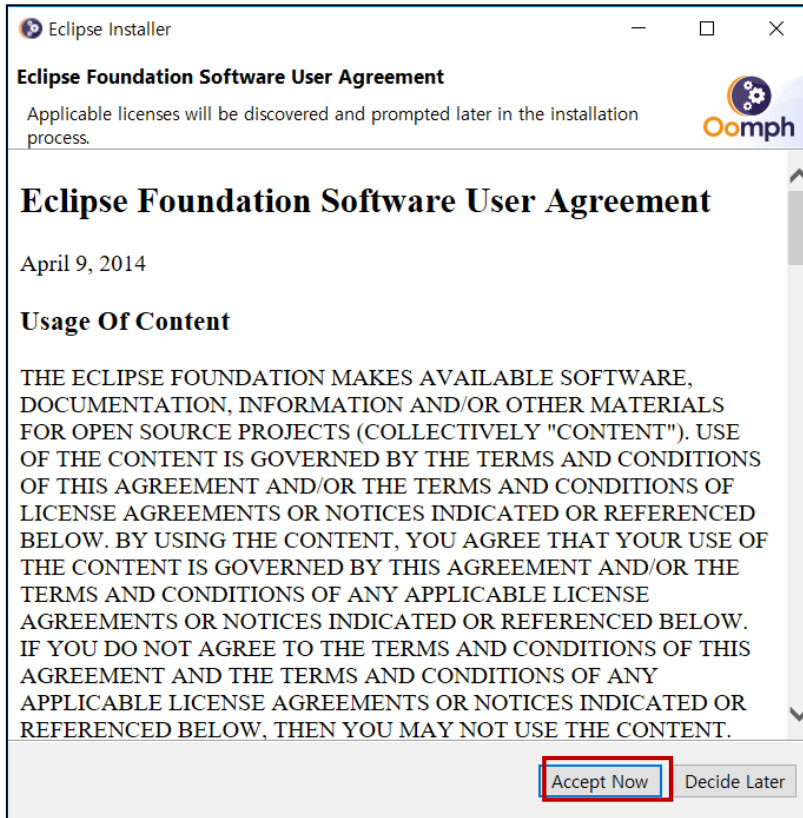 Eclipse Installer
Eclipse Foundation Software User Agreement
Applicable licenses will be discovered and prompted later in the installation
process.
Oomph
Eclipse Foundation Software User Agreement
April 9, 2014
Usage Of Content
THE ECLIPSE FOUNDATION MAKES AVAILABLE SOFTWARE,
DOCUMENTATION, INFORMATION AND/OR OTHER MATERIALS
FOR OPEN SOURCE PROJECTS (COLLECTIVELY "CONTENT"). USE
OF THE CONTENT IS GOVERNED BY THE TERMS AND CONDITIONS
OF THIS AGREEMENT AND/OR THE TERMS AND CONDITIONS OF
LICENSE AGREEMENTS OR NOTICES INDICATED OR REFERENCED
BELOW. BY USING THE CONTENT, YOU AGREE THAT YOUR USE OF
THE CONTENT IS GOVERNED BY THIS AGREEMENT AND/OR THE
TERMS AND CONDITIONS OF ANY APPLICABLE LICENSE
AGREEMENTS OR NOTICES INDICATED OR REFERENCED BELOW.
IF YOU DO NOT AGREE TO THE TERMS AND CONDITIONS OF THIS
AGREEMENT AND THE TERMS AND CONDITIONS OF ANY
APPLICABLE LICENSE AGREEMENTS OR NOTICES INDICATED OR
REFERENCED BELOW, THEN YOU MAY NOT USE THE CONTENT.
Accept Now Decide Later